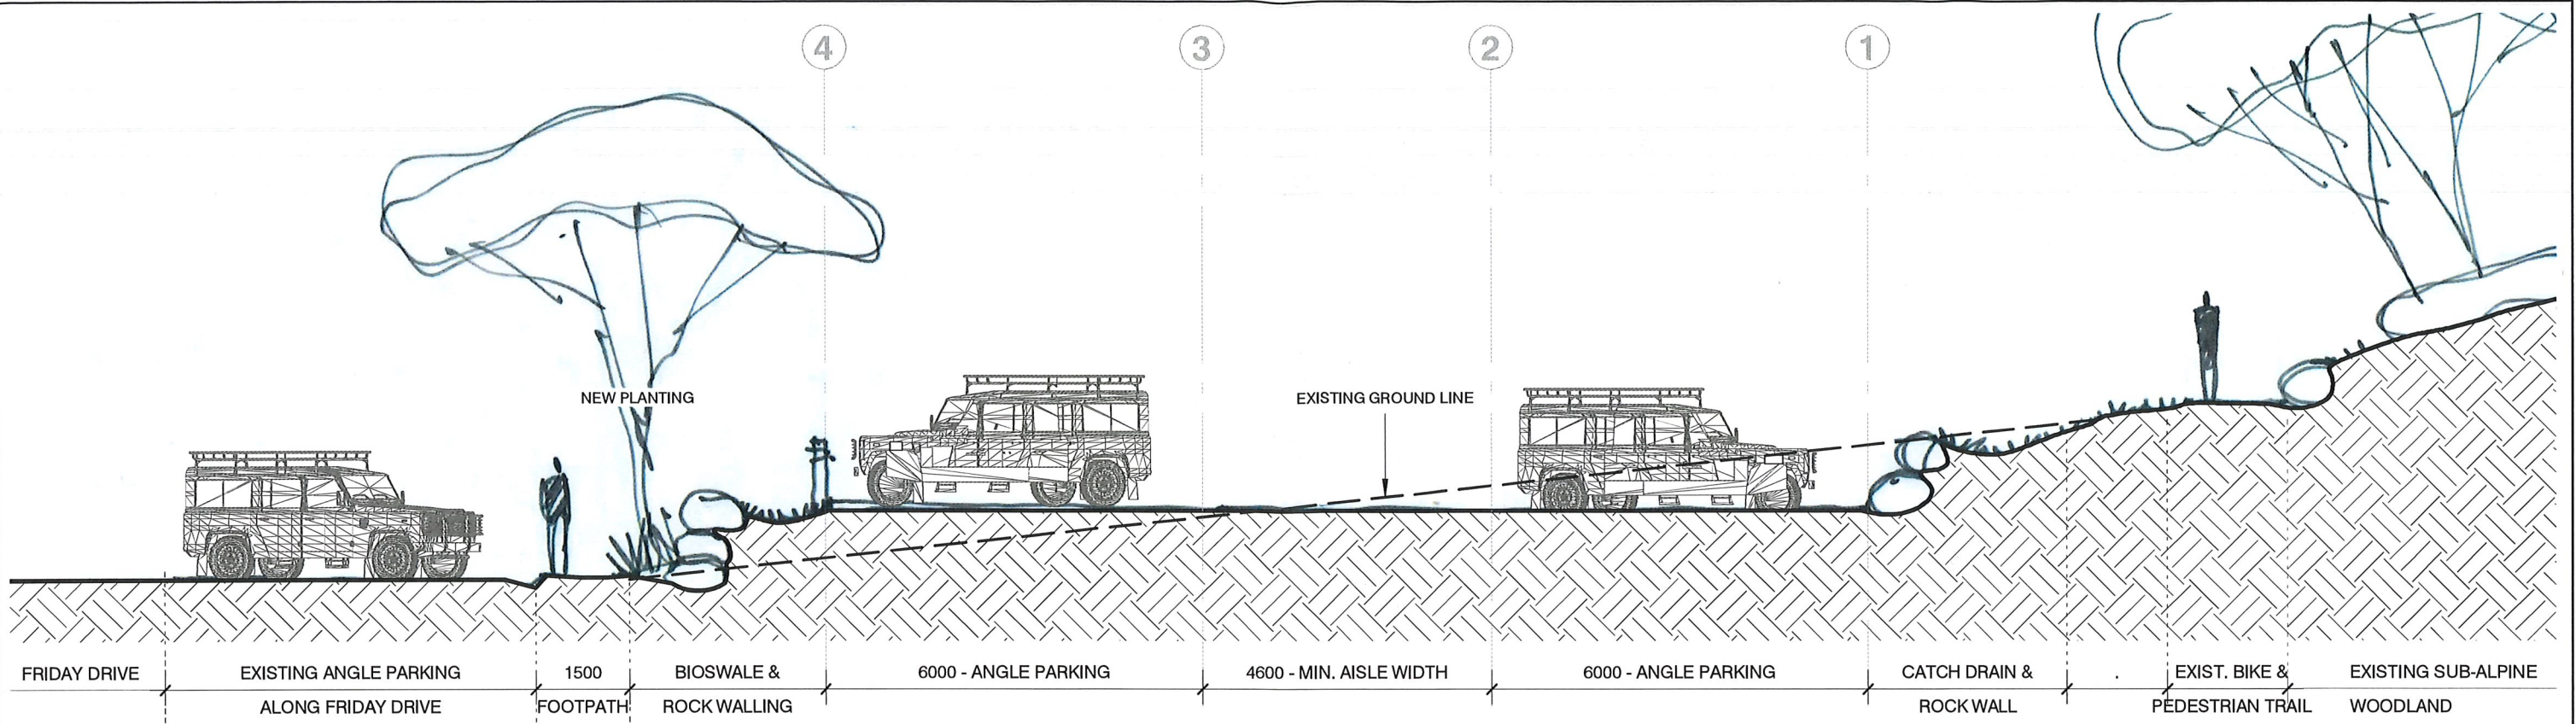 4 3 2 1
NEW PLANTING
EXISTING GROUND LINE
FRIDAY DRIVE
EXISTING ANGLE PARKING
ALONG FRIDAY DRIVE
1500
FOOTPATH
BIOSWALE &
ROCK WALLING
6000 - ANGLE PARKING
4600 - MIN. AISLE WIDTH
6000 - ANGLE PARKING
CATCH DRAIN &
ROCK WALL
.
EXIST. BIKE &
PEDESTRIAN TRAIL
EXISTING SUB-ALPINE
WOODLAND